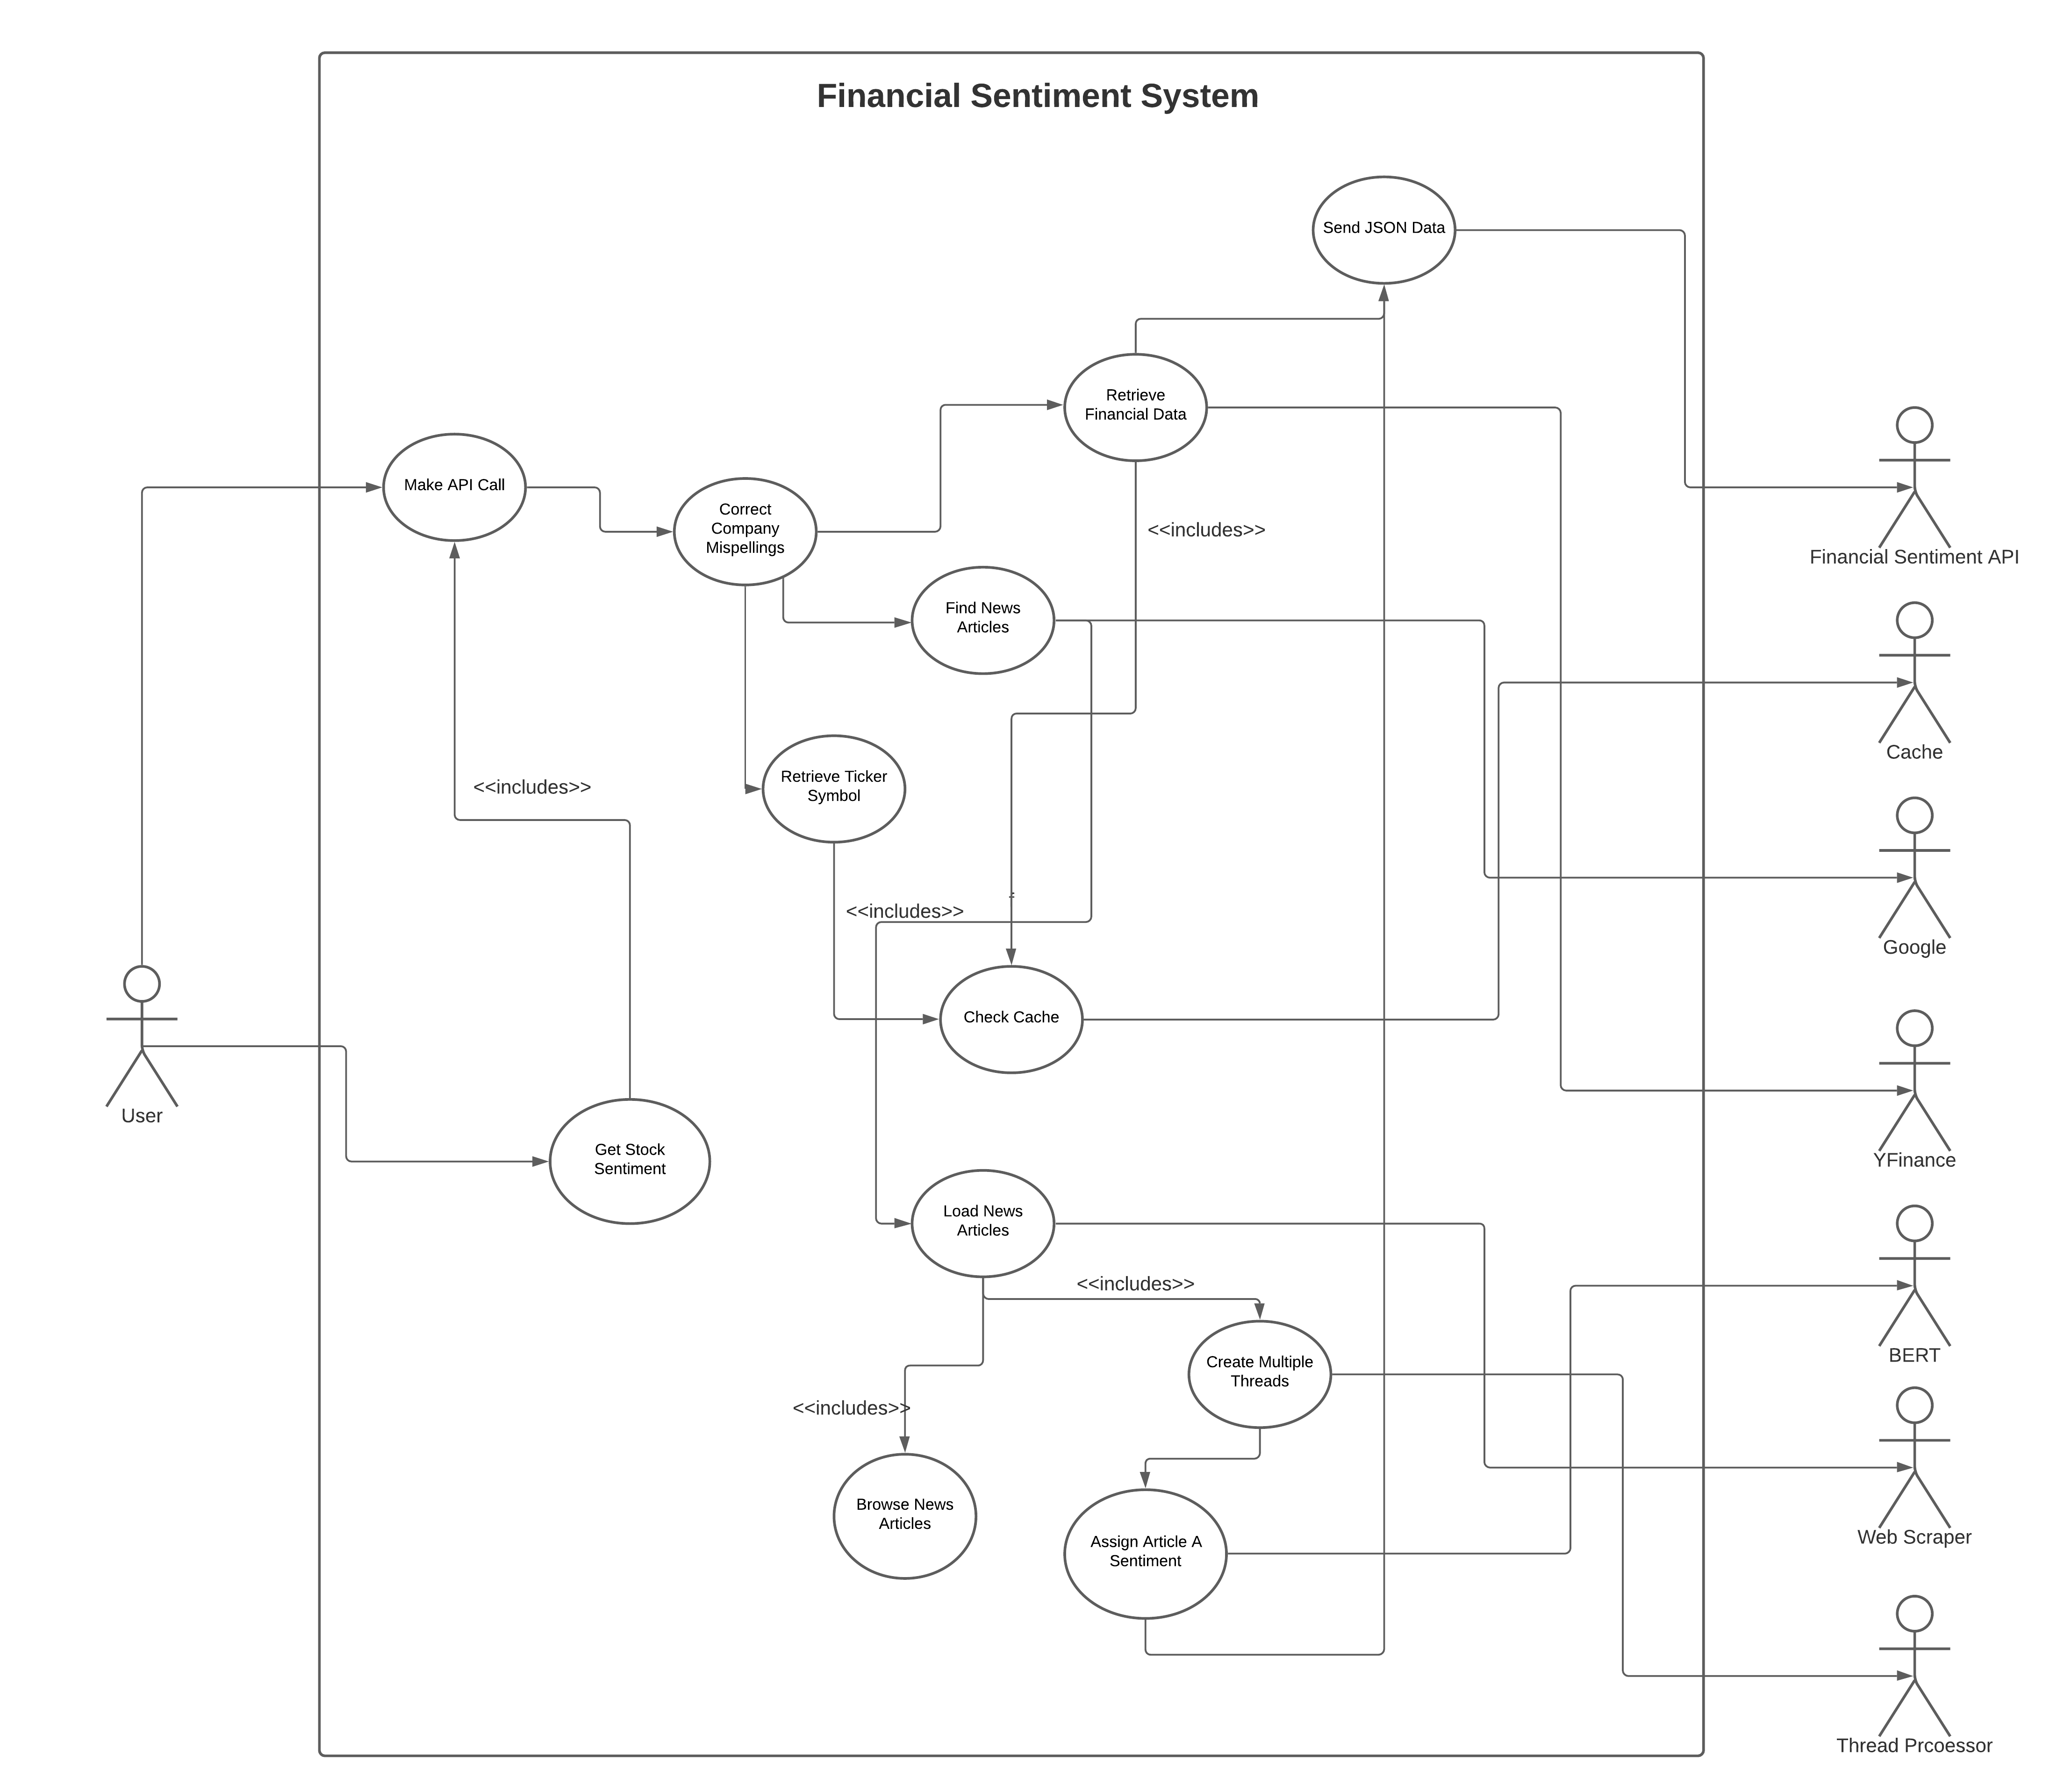 Financial Sentiment System
Send JSON Data
Retrieve
Financial Data
Make API Call
Correct
Company
Mispellings
<<includes>>
Financial Sentiment API
Find News
Articles
Cache
Retrieve Ticker
Symbol
<<includes>>
<<includes>>
Google
Check Cache
User
Get Stock
Sentiment
YFinance
Load News
Articles
<<includes>>
BERT
Create Multiple
Threads
<<includes>>
Browse News
Articles
Assign Article A
Sentiment
Web Scraper
Thread Prcoessor